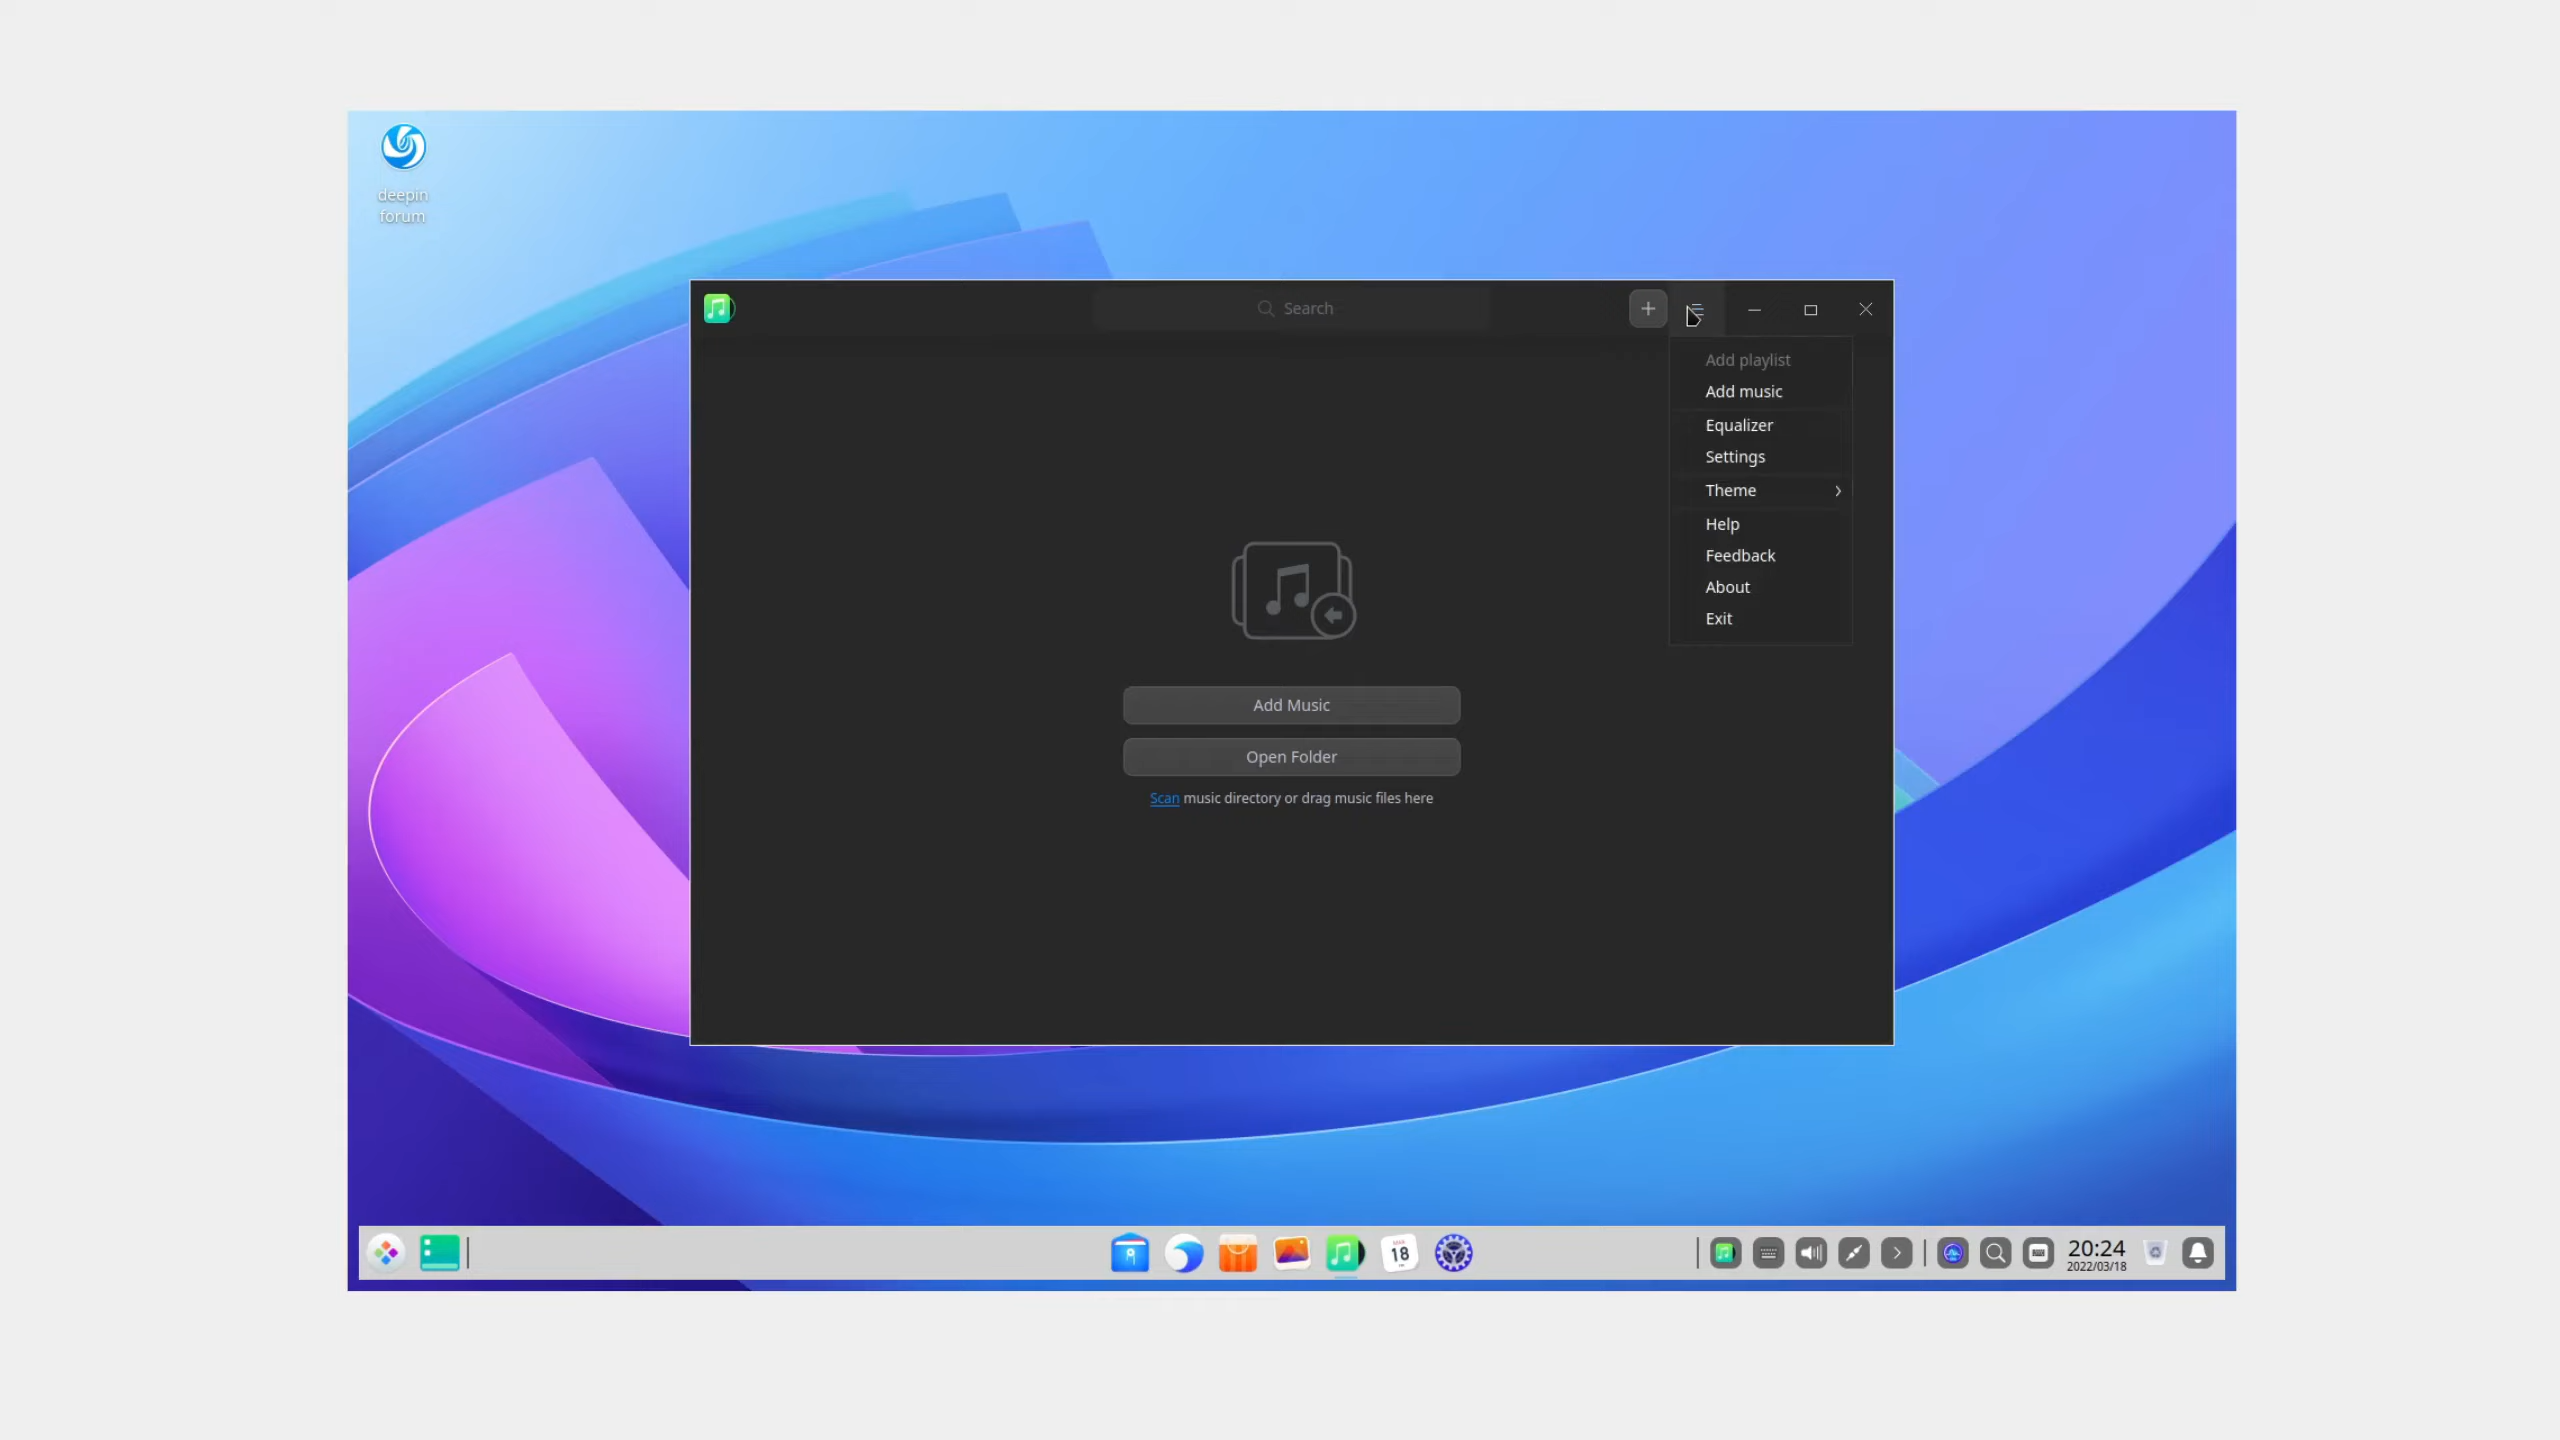 deepin
forum
Search
Add playlist
Add music
Equalizer
Settings
Theme
Help
Feedback
About
Exit
Add Music
Open Folder
Scan music directory or drag music files here
18
20:24
2022/03/18